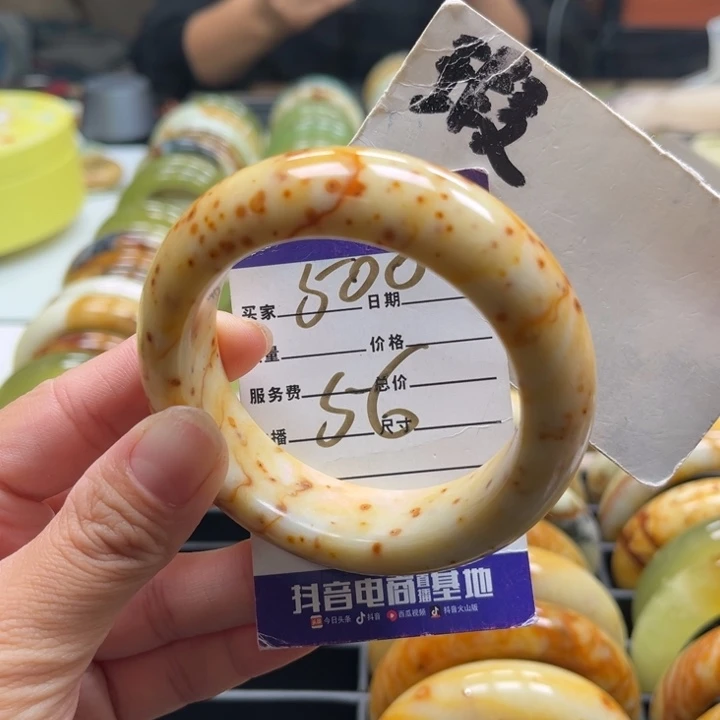 500
买家 日期
量 价格
服务费 总价
56
播 尺寸
抖音电商直播基地
今日头条 抖音 西瓜视频 抖音火山版